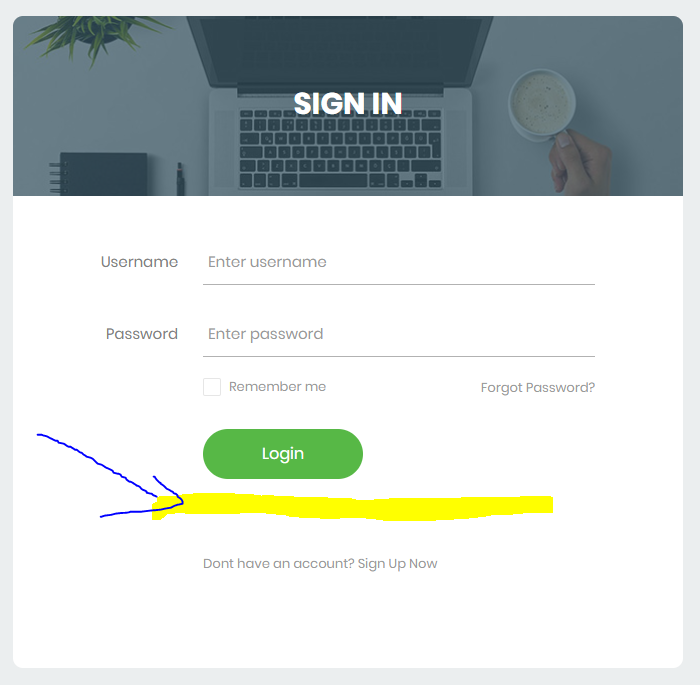 SIGN IN
Username
Enter username
Password
Enter password
Remember me
Forgot Password?
Login
Dont have an account? Sign Up Now